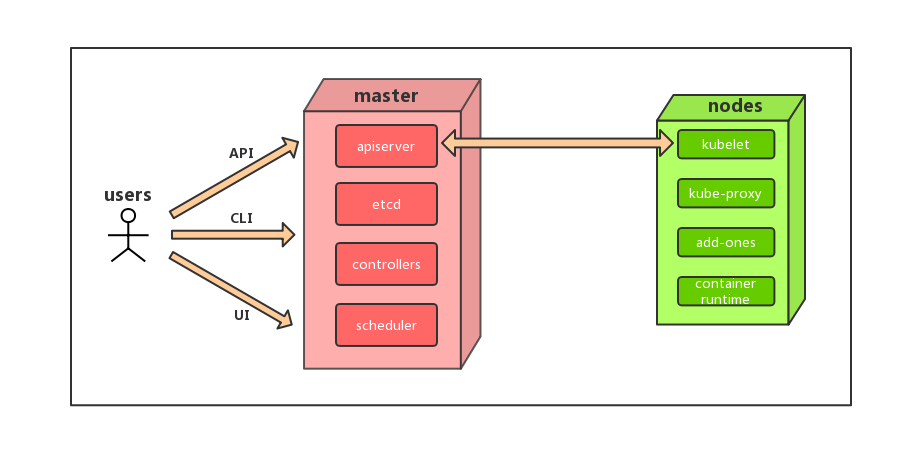 users
API
CLI
UI
master
apiserver
etcd
controllers
scheduler
nodes
kubelet
kube-proxy
add-ones
container
runtime